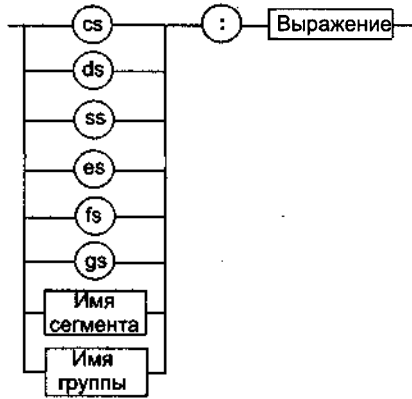 cs : Выражение
ds
ss
es
fs
gs
Имя
сегмента
Имя
группы